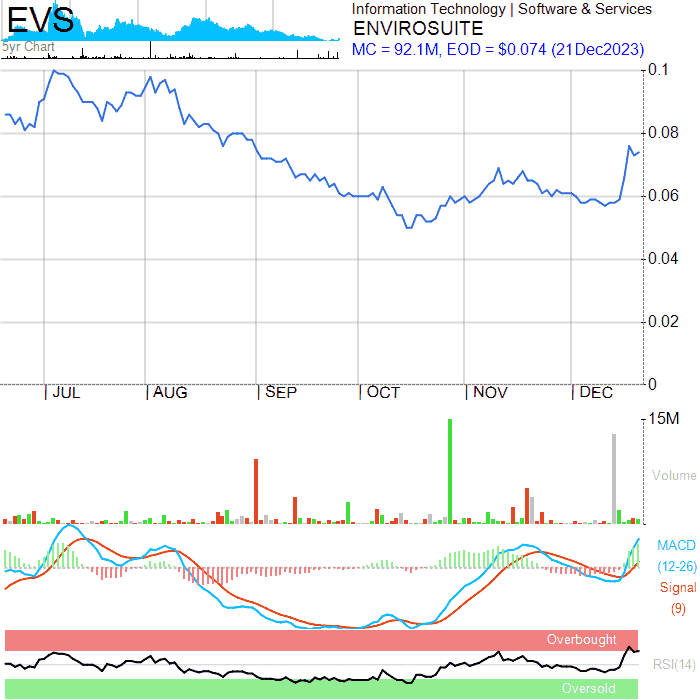 EVS
5yr Chart
Information Technology | Software & Services
ENVIROSUITE
MC = 92.1M, EOD = $0.074 (21Dec2023)
0.1
0.08
0.06
0.04
0.02
0
| JUL | AUG | SEP | OCT | NOV | DEC
15M
Volume
MACD
(12-26)
Signal
(9)
Overbought
RSI(14)
Oversold